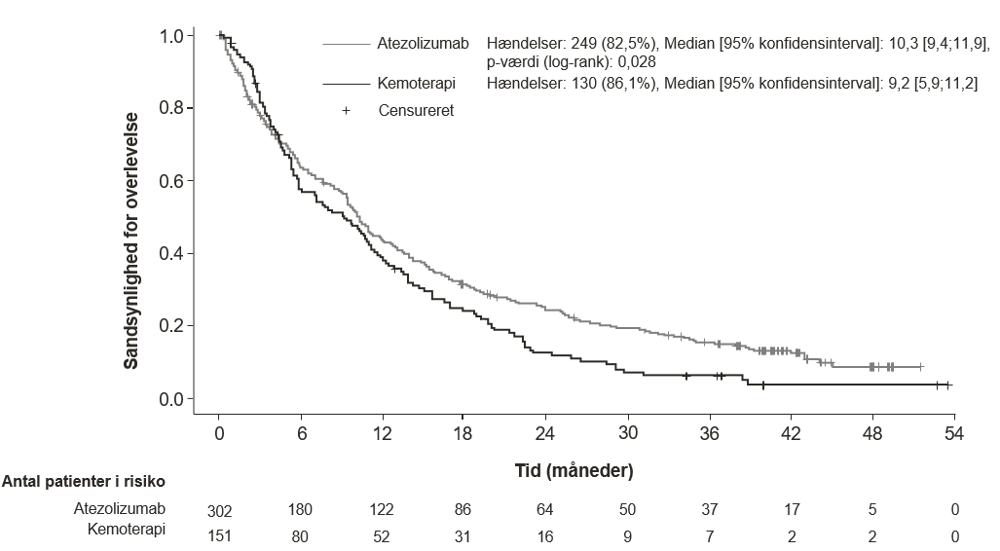 Atezolizumab Hændelser: 249 (82,5%), Median [95% konfidensinterval]: 10,3 [9,4;11,9],
p-værdi (log-rank): 0,028
Kemoterapi Hændelser: 130 (86,1%), Median [95% konfidensinterval]: 9,2 [5,9;11,2]
+ Censureret
Sandsynlighed for overlevelse
1.0
0.8
0.6
0.4
0.2
0.0
0 6 12 18 24 30 36 42 48 54
Tid (måneder)
Antal patienter i risiko
Atezolizumab 302 180 122 86 64 50 37 17 5 0
Kemoterapi 151 80 52 31 16 9 7 2 2 0